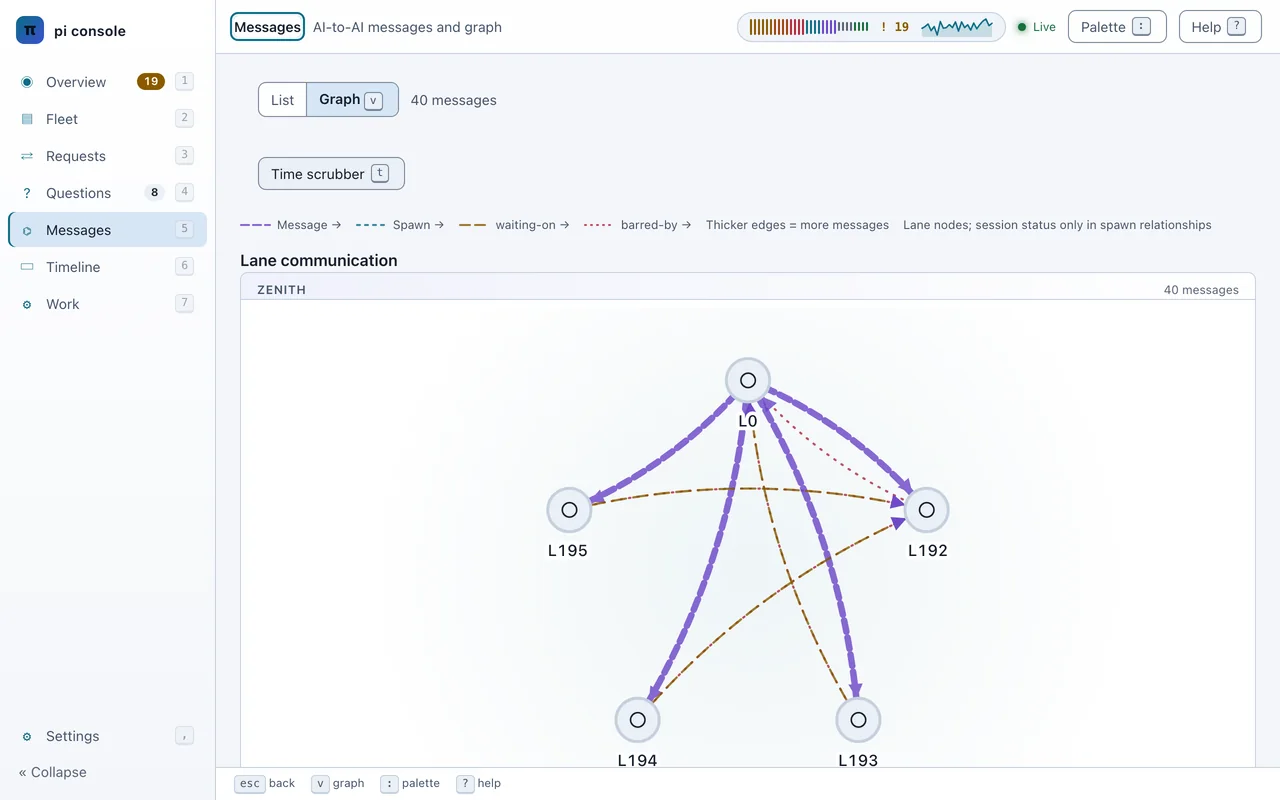 π pi console
Messages AI-to-AI messages and graph ! 19 Live Palette : Help ?
Overview 19 1
Fleet 2
Requests 3
? Questions 8 4
Messages 5
Timeline 6
Work 7
List Graph v 40 messages
Time scrubber t
Message → Spawn → waiting-on → barred-by → Thicker edges = more messages Lane nodes; session status only in spawn relationships
Lane communication
ZENITH 40 messages
L0
L195
L192
L194
L193
Settings ,
« Collapse
esc back v graph : palette ? help